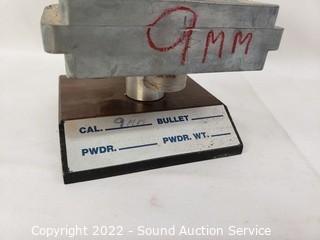 9MM
CAL. 9mm BULLET
PWDR. PWDR. WT.
Copyright © 2022 - Sound Auction Service